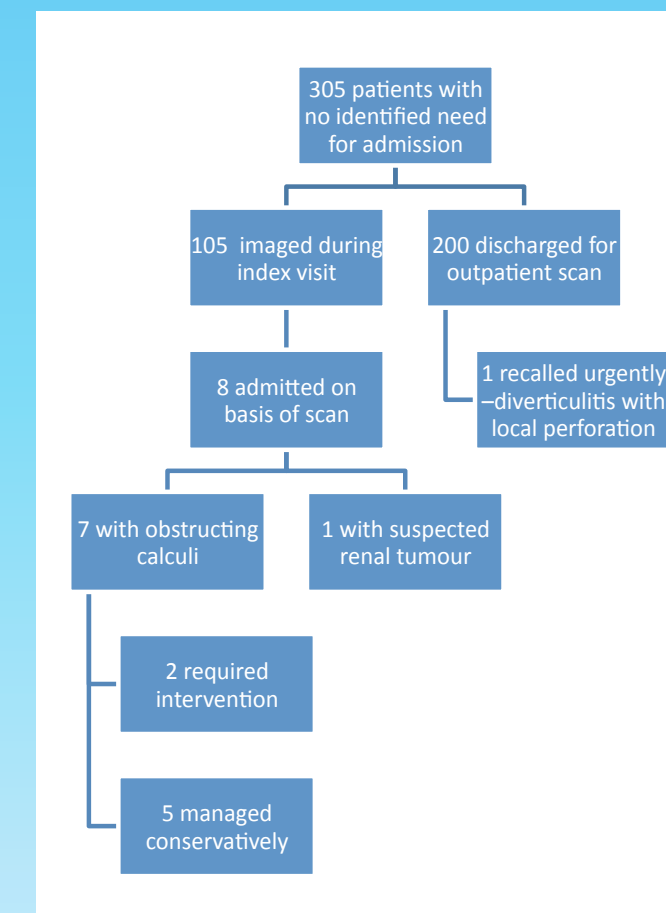 305 patients with
no identified need
for admission
105 imaged during
index visit
200 discharged for
outpatient scan
8 admitted on
basis of scan
1 recalled urgently
–diverticulitis with
local perforation
7 with obstructing
calculi
1 with suspected
renal tumour
2 required
intervention
5 managed
conservatively